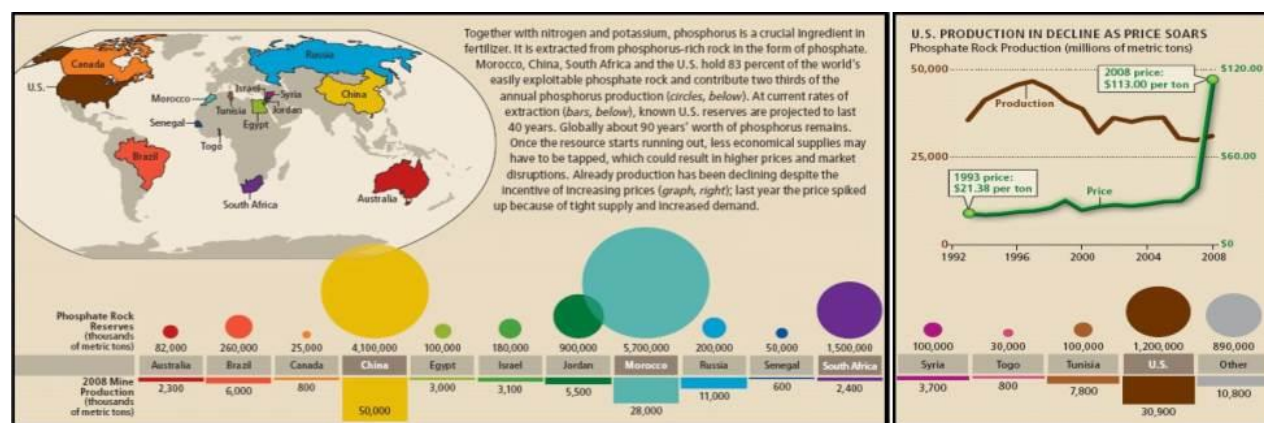 Together with nitrogen and potassium, phosphorus is a crucial ingredient in
fertilizer. It is extracted from phosphorus-rich rock in the form of phosphate.
Morocco, China, South Africa and the U.S. hold 83 percent of the world's
easily exploitable phosphate rock and contribute two thirds of the
annual phosphorus production (circles, below). At current rates of
extraction (bars, below), known U.S. reserves are projected to last
40 years. Globally about 90 years' worth of phosphorus remains.
Once the resource starts running out, less economical supplies may
have to be tapped, which could result in higher prices and market
disruptions. Already production has been declining despite the
incentive of increasing prices (graph, right); last year the price spiked
up because of tight supply and increased demand.
Canada
Russia
U.S.
Morocco
Israel
Syria
China
Tunisia
Jordan
Senegal
Egypt
Togo
Brazil
South Africa
Australia
Phosphate Rock
Reserves
(thousands
of metric tons)
82,000 260,000 25,000 4,100,000 100,000 180,000 900,000 5,700,000 200,000 50,000 1,500,000
Australia Brazil Canada China Egypt Israel Jordan Morocco Russia Senegal South Africa
2008 Mine
Production
(thousands
of metric tons)
2,300 6,000 800 50,000 3,000 3,100 5,500 28,000 11,000 600 2,400
U.S. PRODUCTION IN DECLINE AS PRICE SOARS
Phosphate Rock Production (millions of metric tons)
50,000
$120.00
2008 price:
$113.00 per ton
Production
25,000
$60.00
1993 price:
$21.38 per ton
Price
0
$0
1992 1996 2000 2004 2008
100,000 30,000 100,000 1,200,000 890,000
Syria Togo Tunisia U.S. Other
3,700 800 7,800 30,900 10,800